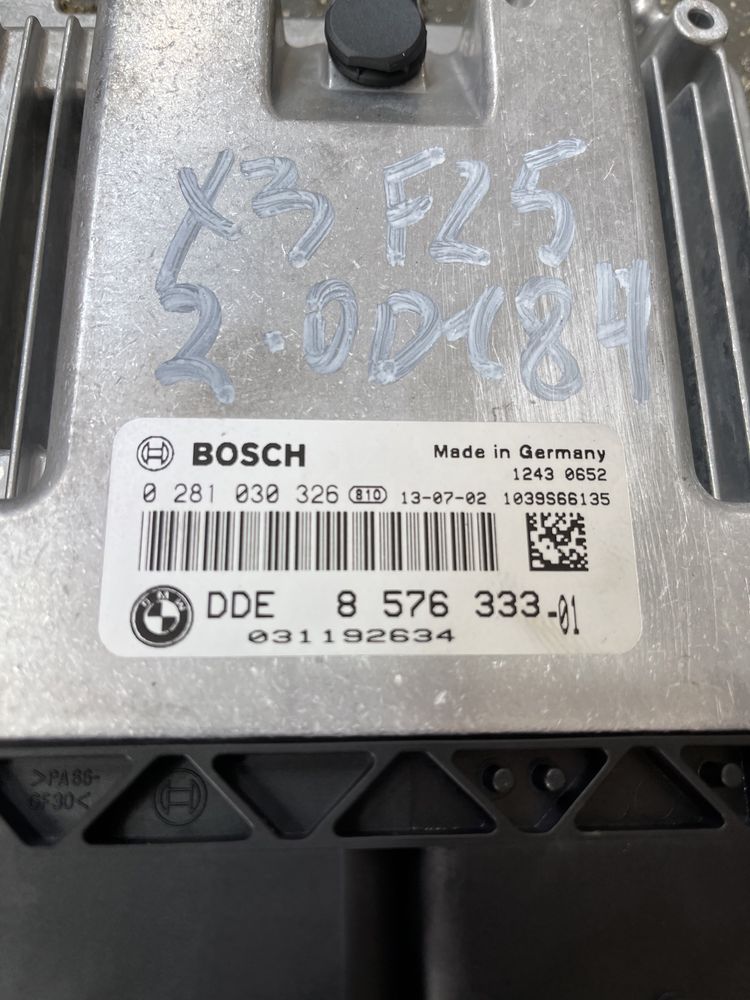 X3 F25
2.0D 184
BOSCH Made in Germany
1243 0652
0 281 030 326 810 13-07-02 1039S66135
BMW DDE 8 576 333-01
031192634
>PA66-
GF30<